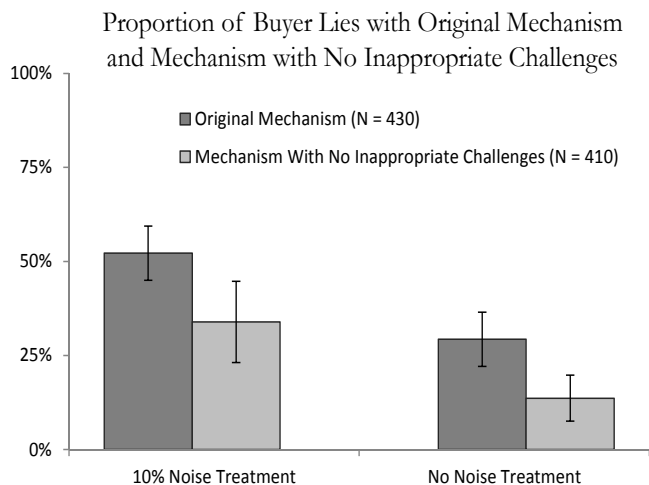 Proportion of Buyer Lies with Original Mechanism
and Mechanism with No Inappropriate Challenges
100%
Original Mechanism (N = 430)
75%
Mechanism With No Inappropriate Challenges (N = 410)
50%
25%
0%
10% Noise Treatment
No Noise Treatment